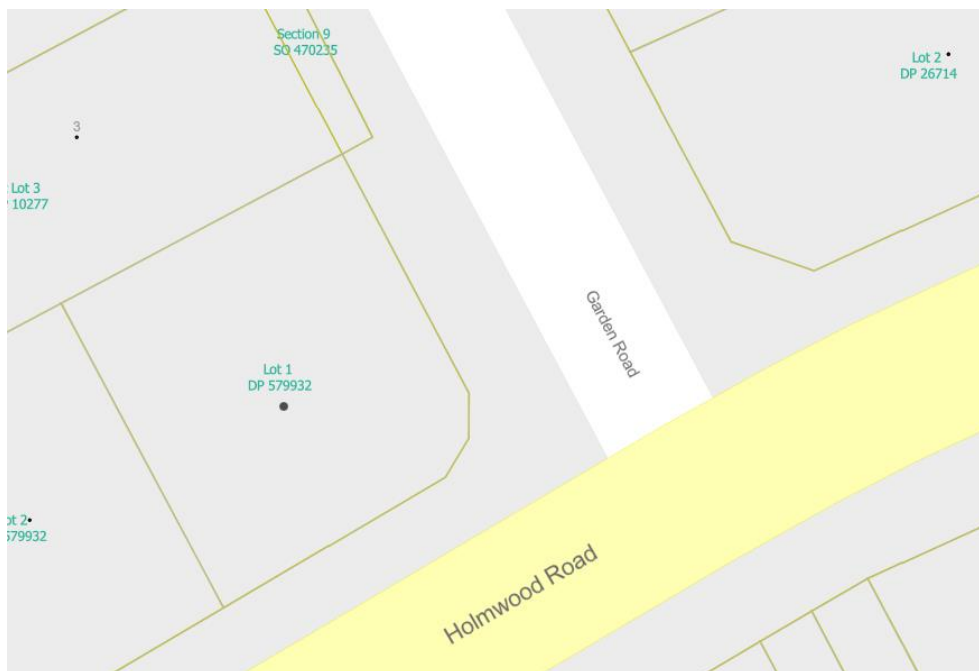 Section 9
SO 470235
Lot 2
DP 26714
3
Lot 3
10277
Garden Road
Lot 1
DP 579932
2
579932
Holmwood Road